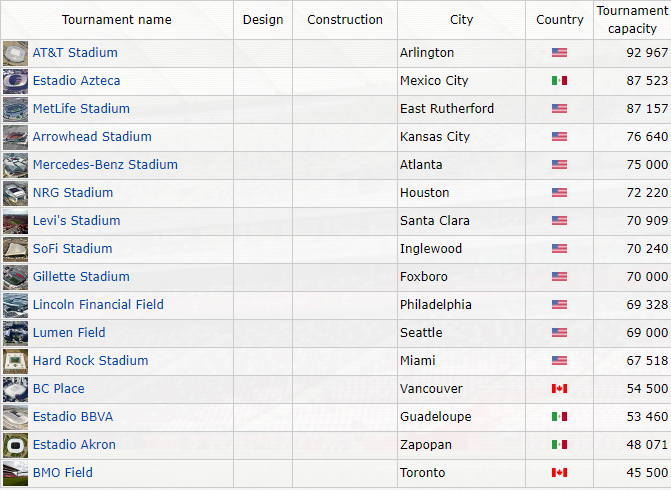 Tournament name Design Construction City Country Tournament capacity
AT&T Stadium Arlington 92 967
Estadio Azteca Mexico City 87 523
MetLife Stadium East Rutherford 87 157
Arrowhead Stadium Kansas City 76 640
Mercedes-Benz Stadium Atlanta 75 000
NRG Stadium Houston 72 220
Levi's Stadium Santa Clara 70 909
SoFi Stadium Inglewood 70 240
Gillette Stadium Foxboro 70 000
Lincoln Financial Field Philadelphia 69 328
Lumen Field Seattle 69 000
Hard Rock Stadium Miami 67 518
BC Place Vancouver 54 500
Estadio BBVA Guadeloupe 53 460
Estadio Akron Zapopan 48 071
BMO Field Toronto 45 500